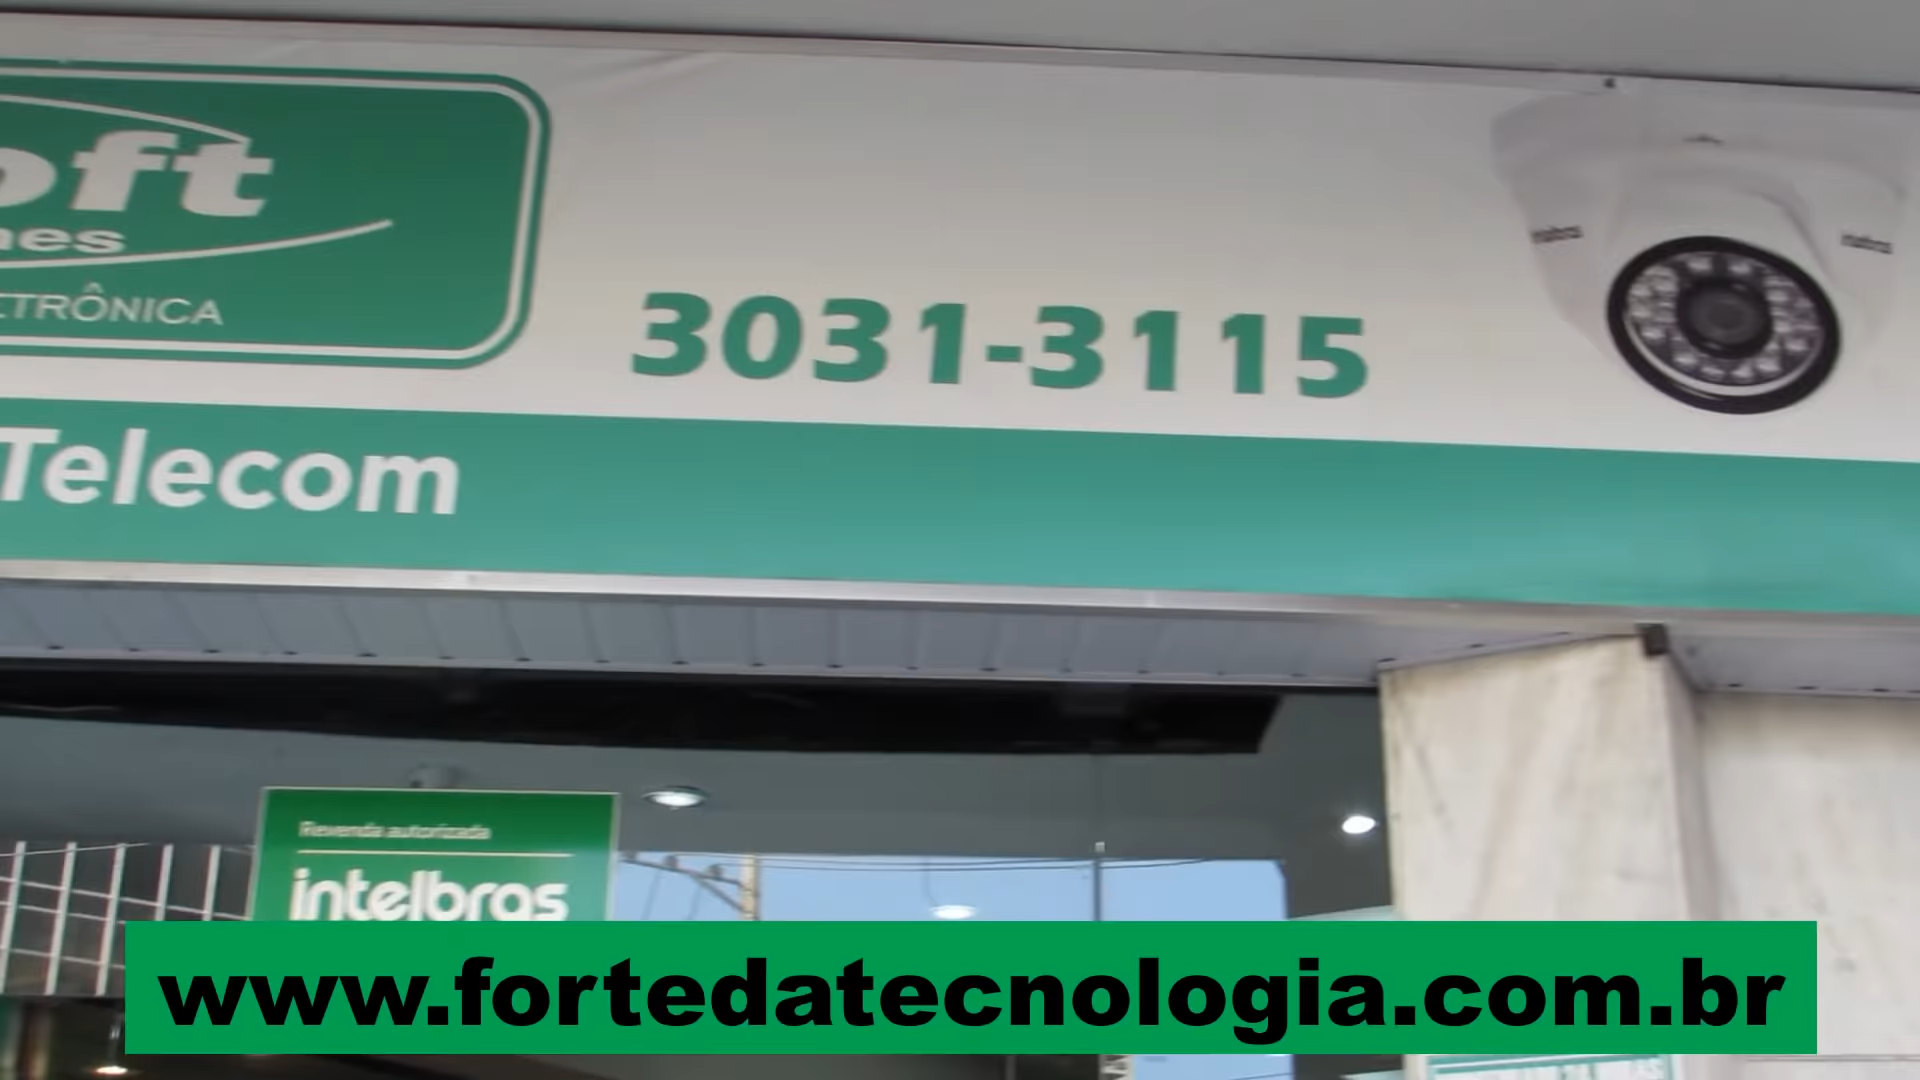 oft
nes
ETRÔNICA
3031-3115
Telecom
Revenda autorizada
intelbras
www.fortedatecnologia.com.br